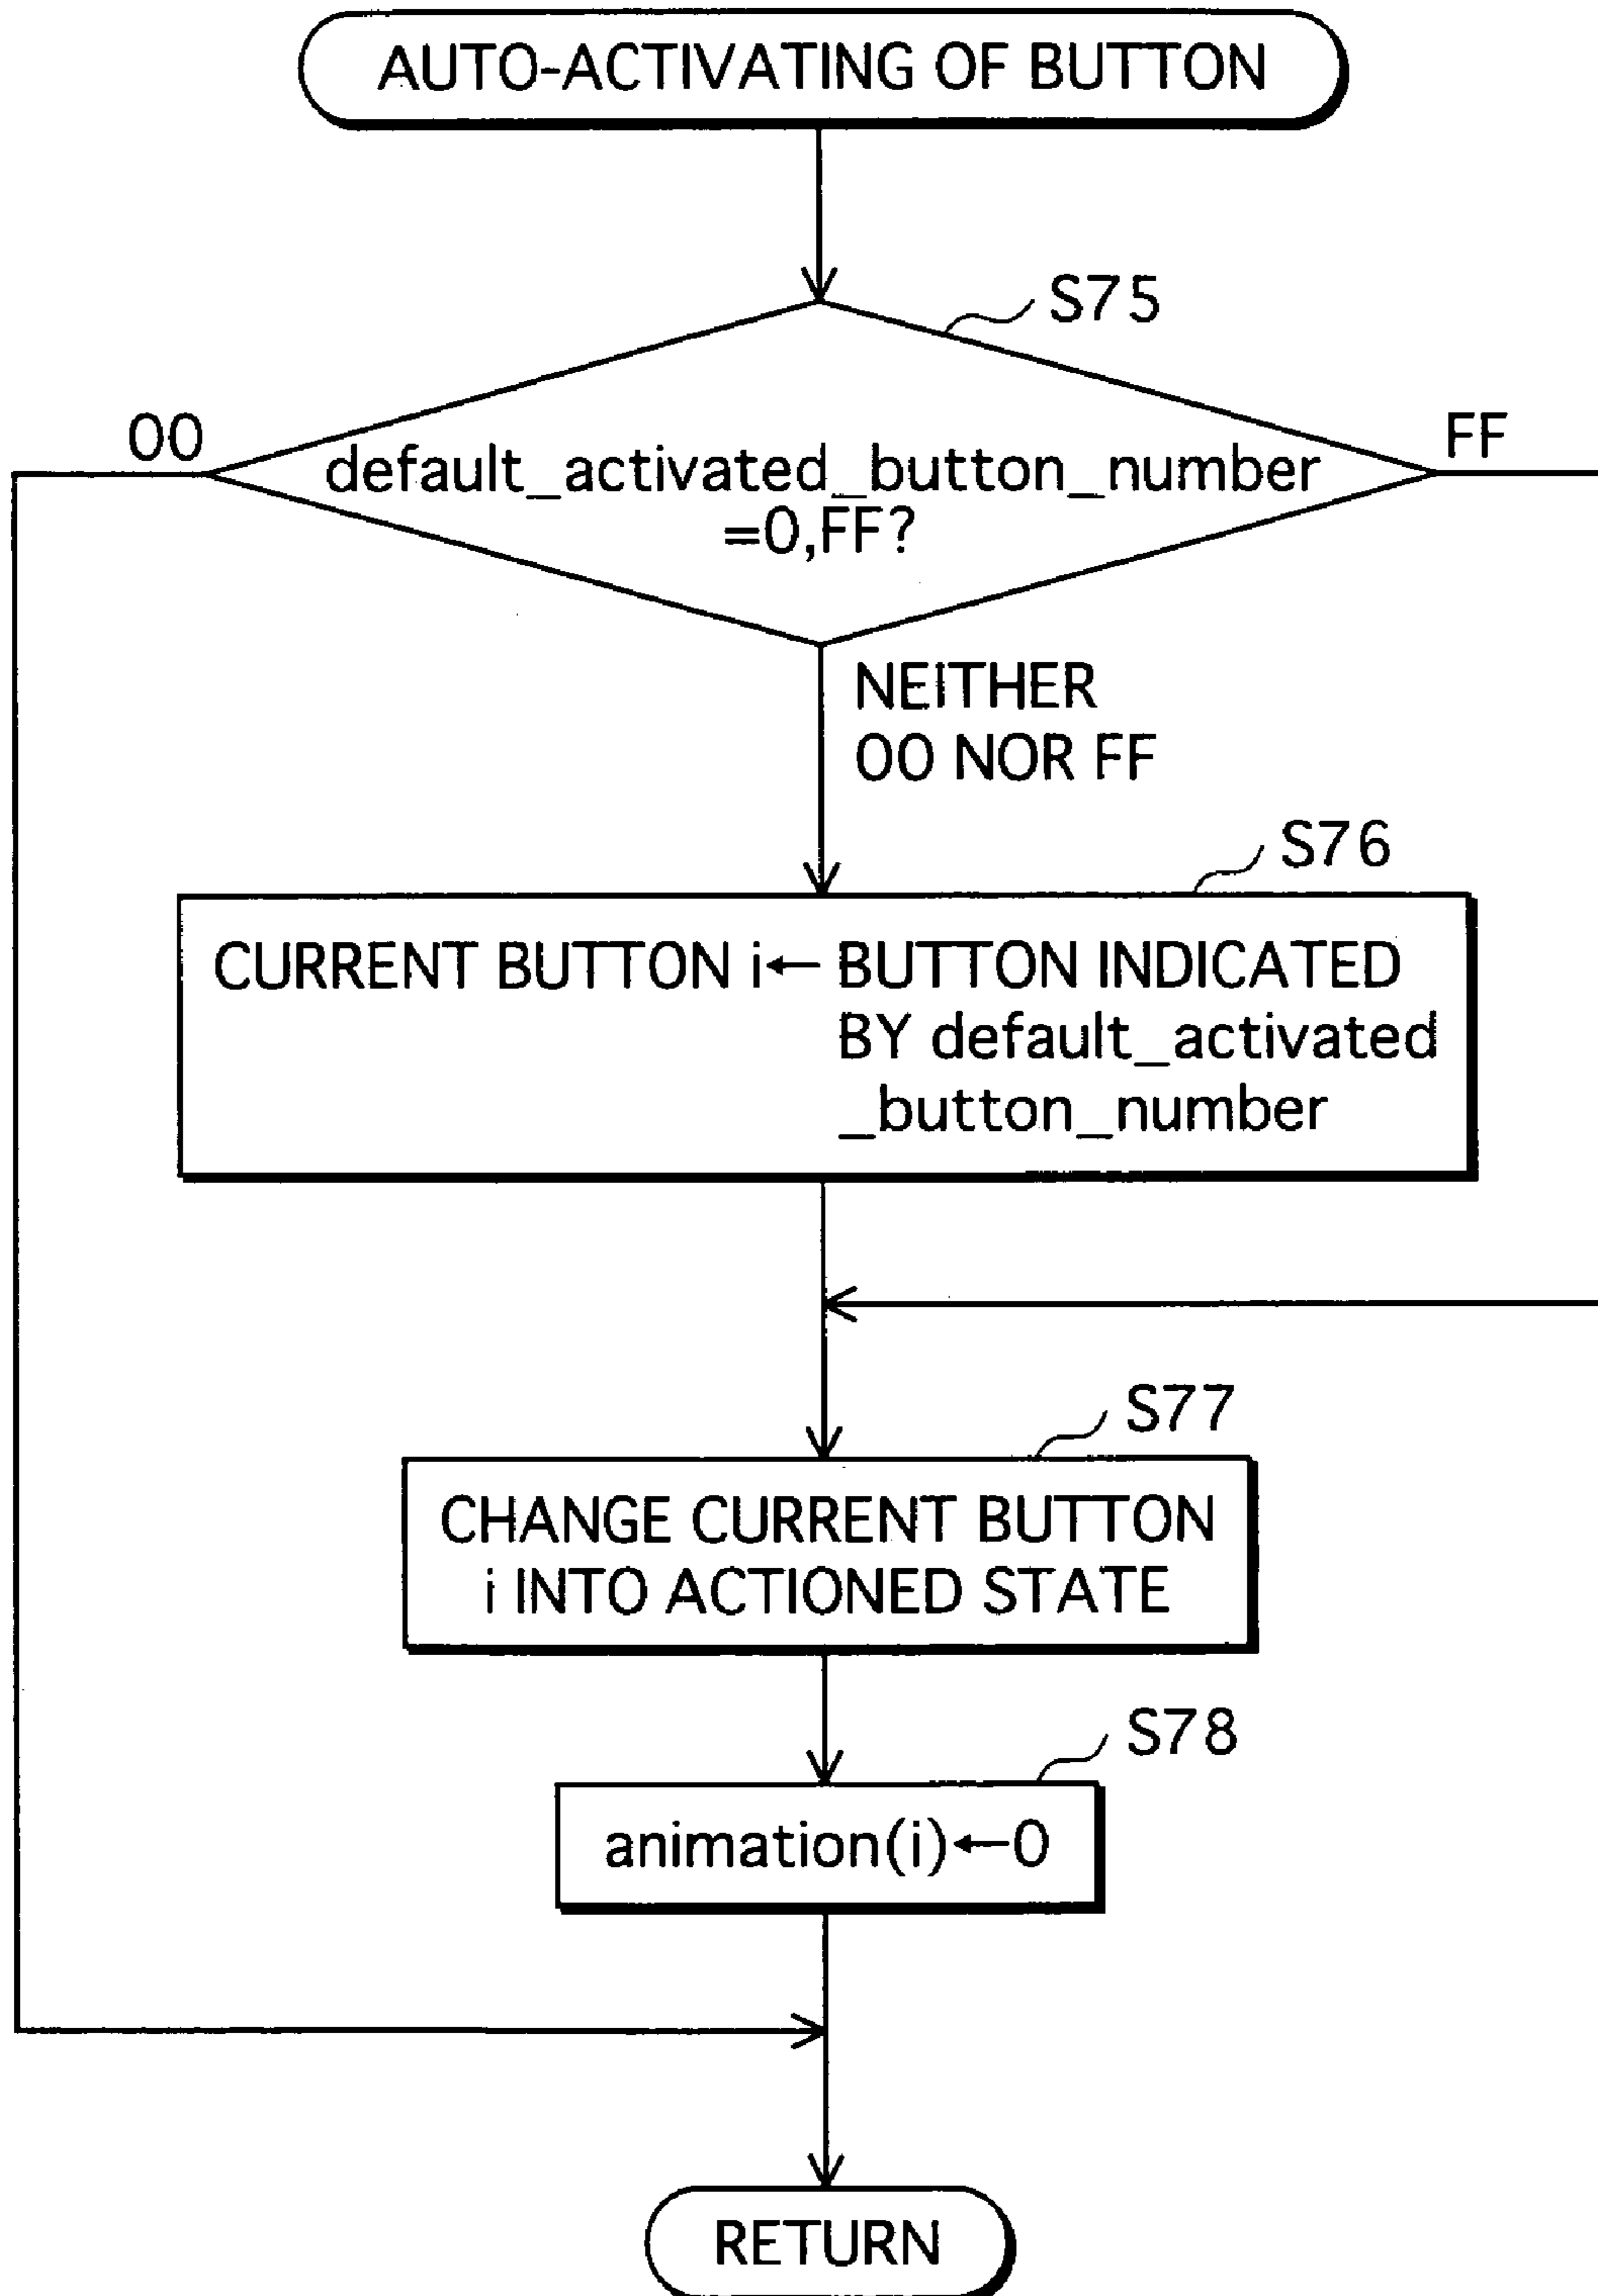 AUTO-ACTIVATING OF BUTTON
S75
00
FF
default_activated_button_number
=0,FF?
NEITHER
00 NOR FF
S76
CURRENT BUTTON i← BUTTON INDICATED
BY default_activated
_button_number
S77
CHANGE CURRENT BUTTON
i INTO ACTIONED STATE
S78
animation(i)←0
RETURN